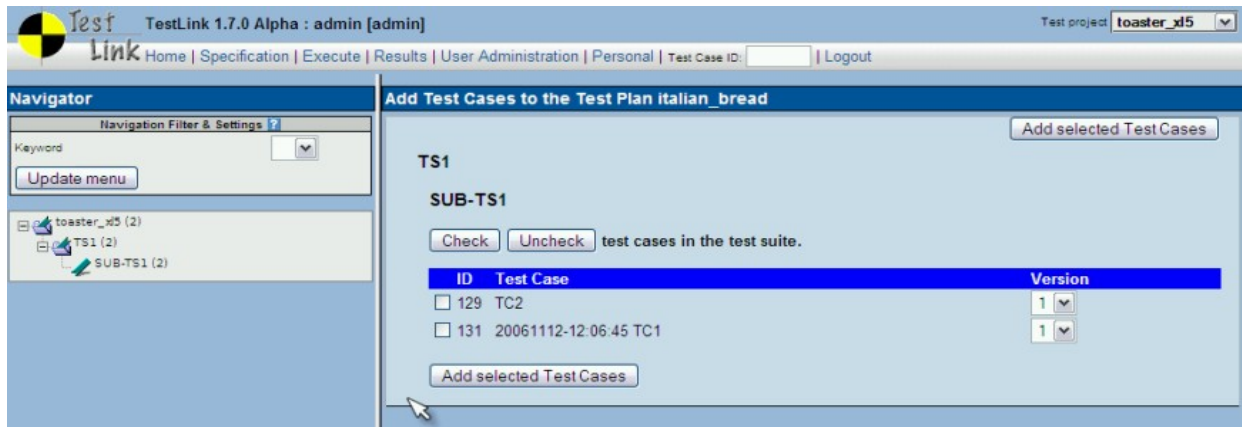 Test Link
TestLink 1.7.0 Alpha : admin [admin]
Test project toaster_xl5
Home | Specification | Execute | Results | User Administration | Personal | Test Case ID: | Logout
Navigator
Navigation Filter & Settings ?
Keyword
Update menu
toaster_xl5 (2)
TS1 (2)
SUB-TS1 (2)
Add Test Cases to the Test Plan italian_bread
Add selected Test Cases
TS1
SUB-TS1
Check Uncheck test cases in the test suite.
ID Test Case Version
129 TC2 1
131 20061112-12:06:45 TC1 1
Add selected Test Cases